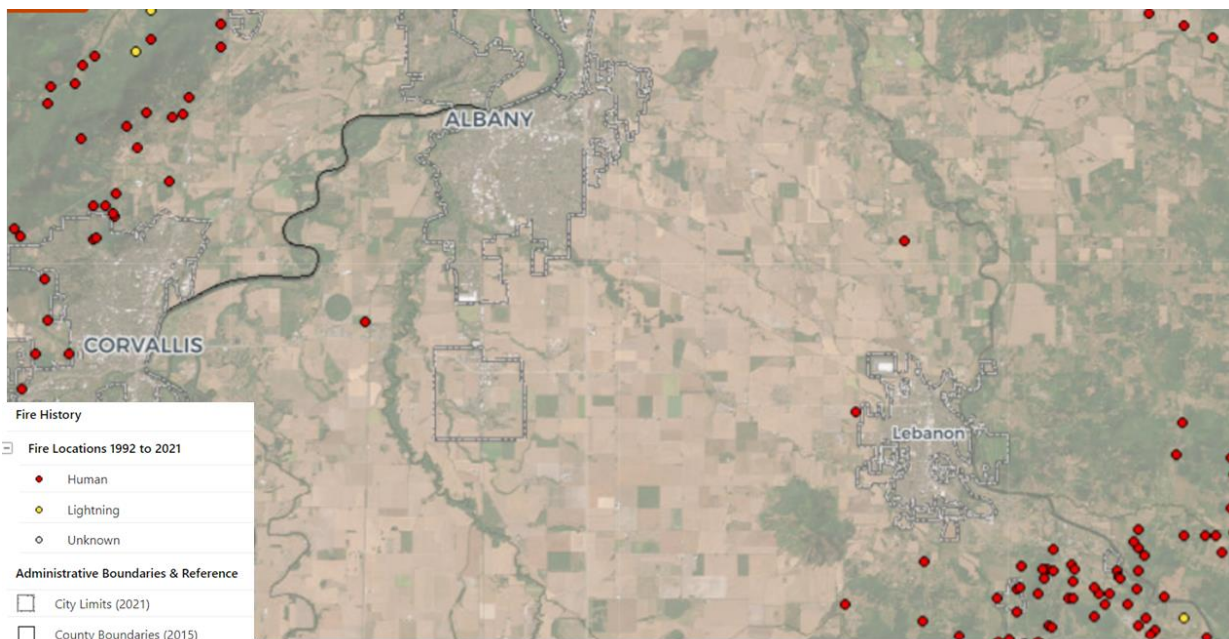 ALBANY
CORVALLIS
Lebanon
Fire History
Fire Locations 1992 to 2021
Human
Lightning
Unknown
Administrative Boundaries & Reference
City Limits (2021)
County Boundaries (2015)